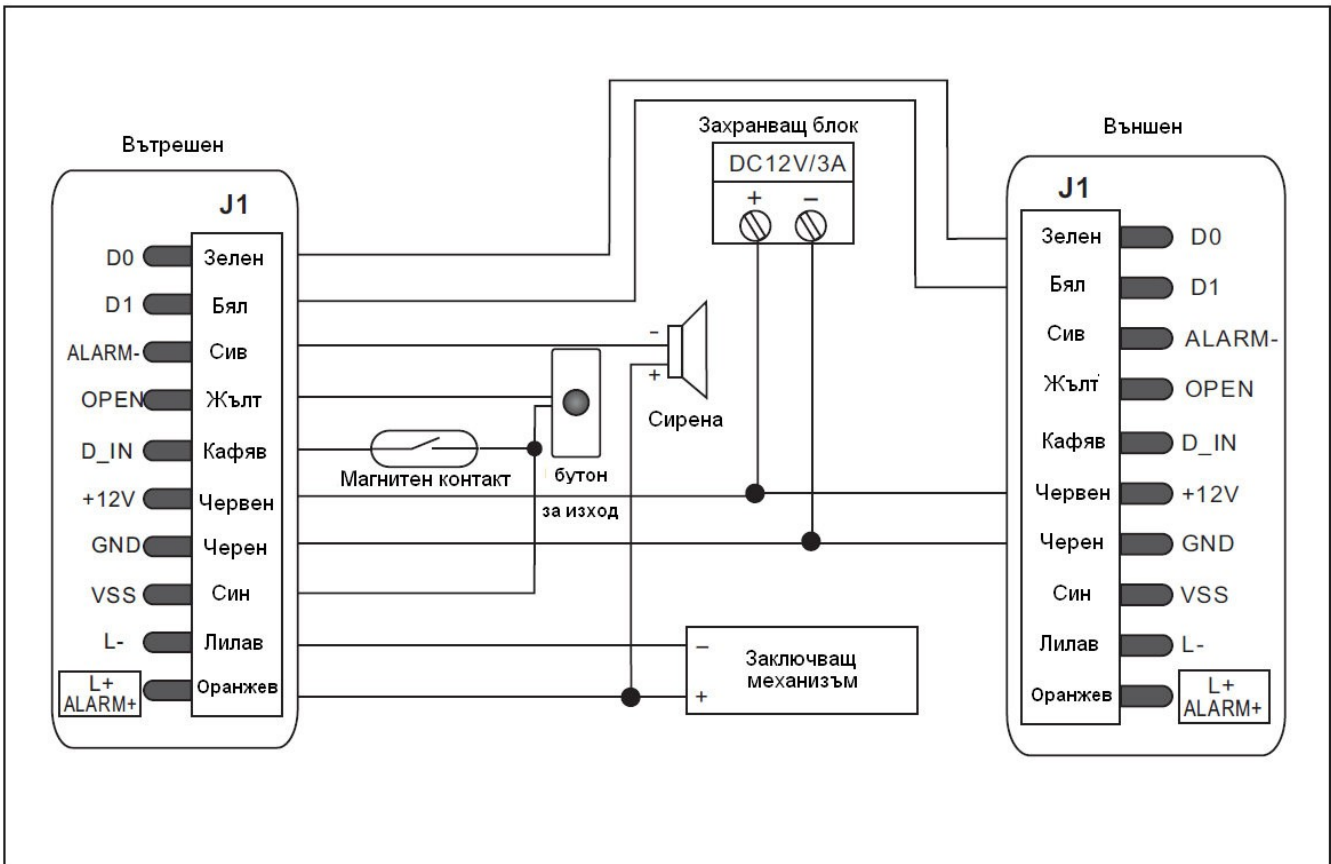 Вътрешен
J1
D0 Зелен
D1 Бял
ALARM- Сив
OPEN Жълт
D_IN Кафяв
+12V Червен
GND Черен
VSS Син
L- Лилав
L+
ALARM+
Оранжев
Захранващ блок
DC12V/3A
+ −
−
+
Сирена
Магнитен контакт
бутон
за изход
− Заключващ
механизъм
+
Външен
J1
Зелен D0
Бял D1
Сив ALARM-
Жълт OPEN
Кафяв D_IN
Червен +12V
Черен GND
Син VSS
Лилав L-
Оранжев
L+
ALARM+